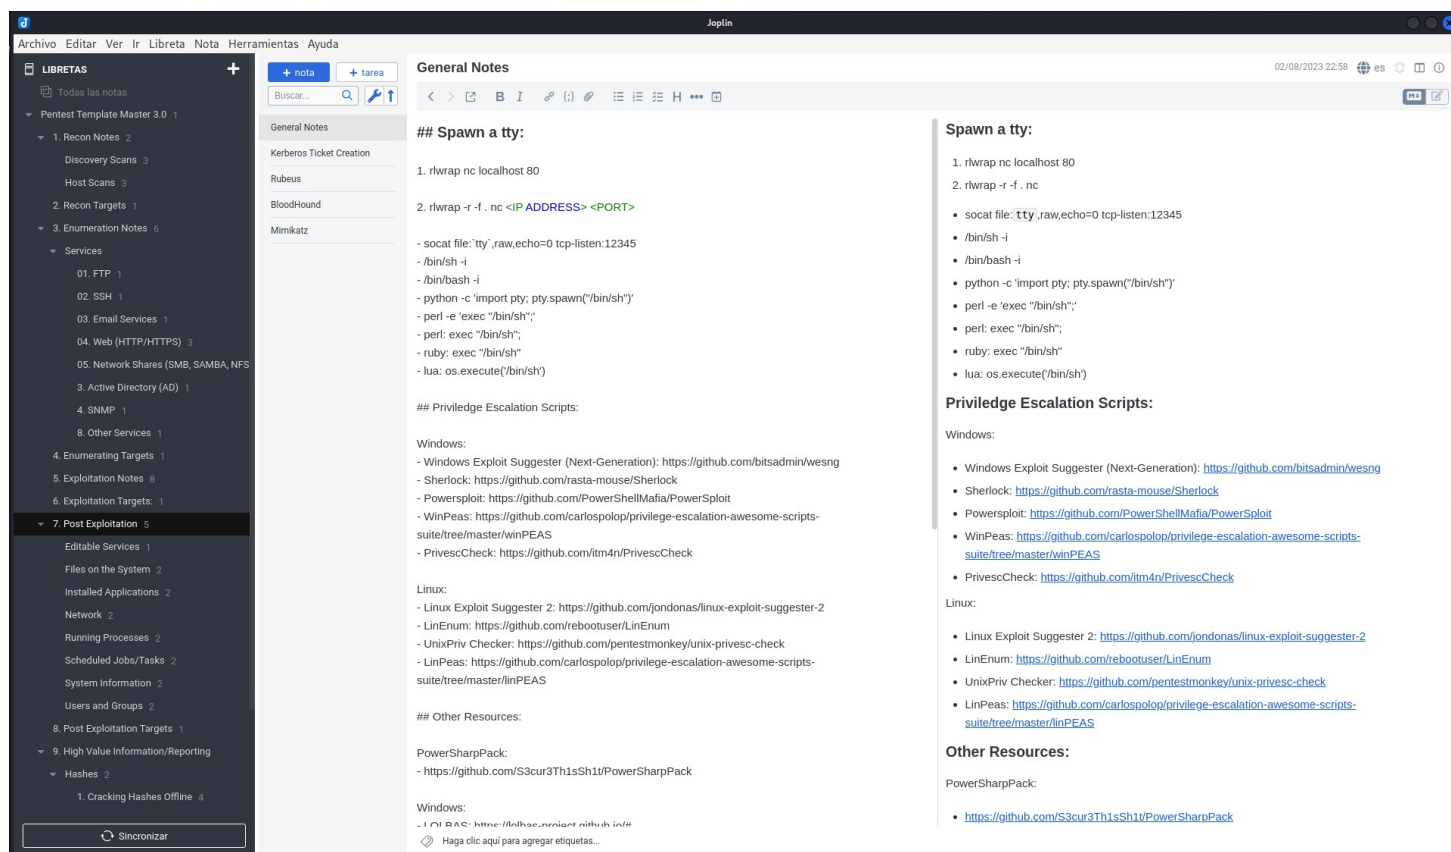 Joplin
Archivo Editar Ver Ir Libreta Nota Herramientas Ayuda
LIBRETAS
Todas las notas
Pentest Template Master 3.0 1
1. Recon Notes 2
Discovery Scans 3
Host Scans 3
2. Recon Targets 1
3. Enumeration Notes 6
Services
01. FTP 1
02. SSH 1
03. Email Services 1
04. Web (HTTP/HTTPS) 3
05. Network Shares (SMB, SAMBA, NFS
3. Active Directory (AD) 1
4. SNMP 1
8. Other Services 1
4. Enumerating Targets 1
5. Exploitation Notes 8
6. Exploitation Targets: 1
7. Post Exploitation 5
Editable Services 1
Files on the System 2
Installed Applications 2
Network 2
Running Processes 2
Scheduled Jobs/Tasks 2
System Information 2
Users and Groups 2
8. Post Exploitation Targets 1
9. High Value Information/Reporting
Hashes 2
1. Cracking Hashes Offline 4
Sincronizar
+ nota + tarea
Buscar...
General Notes
Kerberos Ticket Creation
Rubeus
BloodHound
Mimikatz
General Notes
02/08/2023 22:58 es
B I {;} H
M
## Spawn a tty:
1. rlwrap nc localhost 80
2. rlwrap -r -f . nc <IP ADDRESS> <PORT>
- socat file:`tty`,raw,echo=0 tcp-listen:12345
- /bin/sh -i
- /bin/bash -i
- python -c 'import pty; pty.spawn("/bin/sh")'
- perl -e 'exec "/bin/sh";'
- perl: exec "/bin/sh";
- ruby: exec "/bin/sh"
- lua: os.execute('/bin/sh')
## Priviledge Escalation Scripts:
Windows:
- Windows Exploit Suggester (Next-Generation): https://github.com/bitsadmin/wesng
- Sherlock: https://github.com/rasta-mouse/Sherlock
- Powersploit: https://github.com/PowerShellMafia/PowerSploit
- WinPeas: https://github.com/carlospolop/privilege-escalation-awesome-scripts-
suite/tree/master/winPEAS
- PrivescCheck: https://github.com/itm4n/PrivescCheck
Linux:
- Linux Exploit Suggester 2: https://github.com/jondonas/linux-exploit-suggester-2
- LinEnum: https://github.com/rebootuser/LinEnum
- UnixPriv Checker: https://github.com/pentestmonkey/unix-privesc-check
- LinPeas: https://github.com/carlospolop/privilege-escalation-awesome-scripts-
suite/tree/master/linPEAS
## Other Resources:
PowerSharpPack:
- https://github.com/S3cur3Th1sSh1t/PowerSharpPack
Windows:
- LOLBAS: https://lolbas-project.github.io/#
Haga clic aquí para agregar etiquetas...
Spawn a tty:
1. rlwrap nc localhost 80
2. rlwrap -r -f . nc
• socat file: tty ,raw,echo=0 tcp-listen:12345
• /bin/sh -i
• /bin/bash -i
• python -c 'import pty; pty.spawn("/bin/sh")'
• perl -e 'exec "/bin/sh";'
• perl: exec "/bin/sh";
• ruby: exec "/bin/sh"
• lua: os.execute('/bin/sh')
Priviledge Escalation Scripts:
Windows:
• Windows Exploit Suggester (Next-Generation): https://github.com/bitsadmin/wesng
• Sherlock: https://github.com/rasta-mouse/Sherlock
• Powersploit: https://github.com/PowerShellMafia/PowerSploit
• WinPeas: https://github.com/carlospolop/privilege-escalation-awesome-scripts-
suite/tree/master/winPEAS
• PrivescCheck: https://github.com/itm4n/PrivescCheck
Linux:
• Linux Exploit Suggester 2: https://github.com/jondonas/linux-exploit-suggester-2
• LinEnum: https://github.com/rebootuser/LinEnum
• UnixPriv Checker: https://github.com/pentestmonkey/unix-privesc-check
• LinPeas: https://github.com/carlospolop/privilege-escalation-awesome-scripts-
suite/tree/master/linPEAS
Other Resources:
PowerSharpPack:
• https://github.com/S3cur3Th1sSh1t/PowerSharpPack